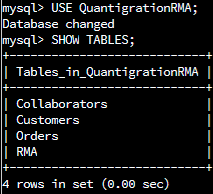 mysql> USE QuantigrationRMA;
Database changed
mysql> SHOW TABLES;
+----------------------------+
| Tables_in_QuantigrationRMA |
+----------------------------+
| Collaborators              |
| Customers                  |
| Orders                     |
| RMA                        |
+----------------------------+
4 rows in set (0.00 sec)